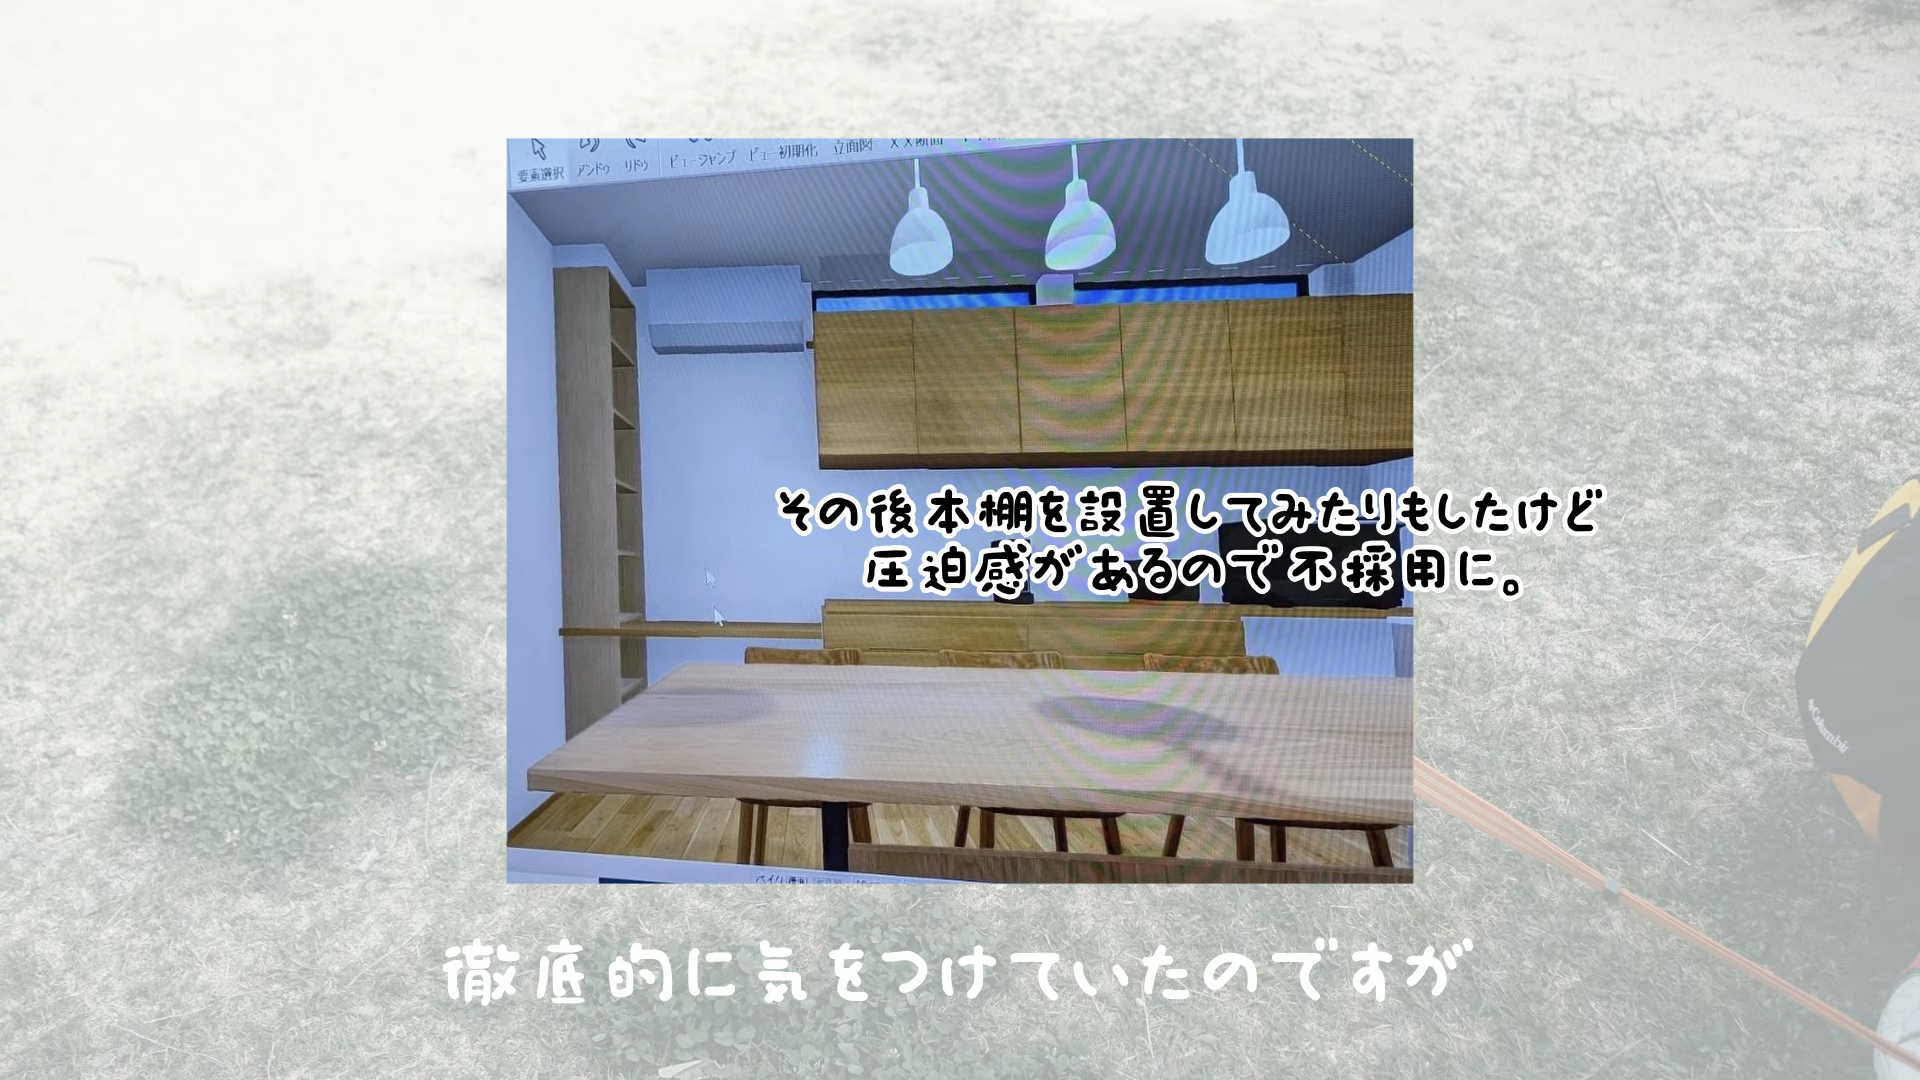 要素選択 アンドゥ リドゥ ビュージャンプ ビュー初期化 立面図
その後本棚を設置してみたりもしたけど
圧迫感があるので不採用に。
Columbia
徹底的に気をつけていたのですが